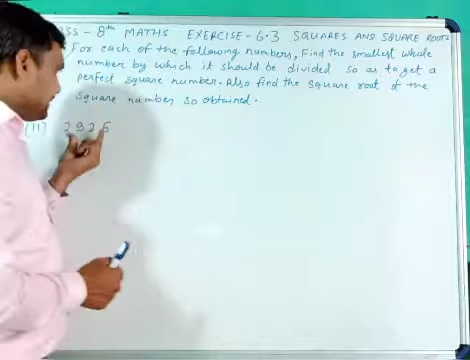 SS - 8th MATHS EXERCISE - 6.3 SQUARES AND SQUARE ROOTS
For each of the following numbers, Find the smallest whole
number by which it should be divided so as to get a
perfect square number. Also find the square root of the
square number so obtained.
(II) 2925